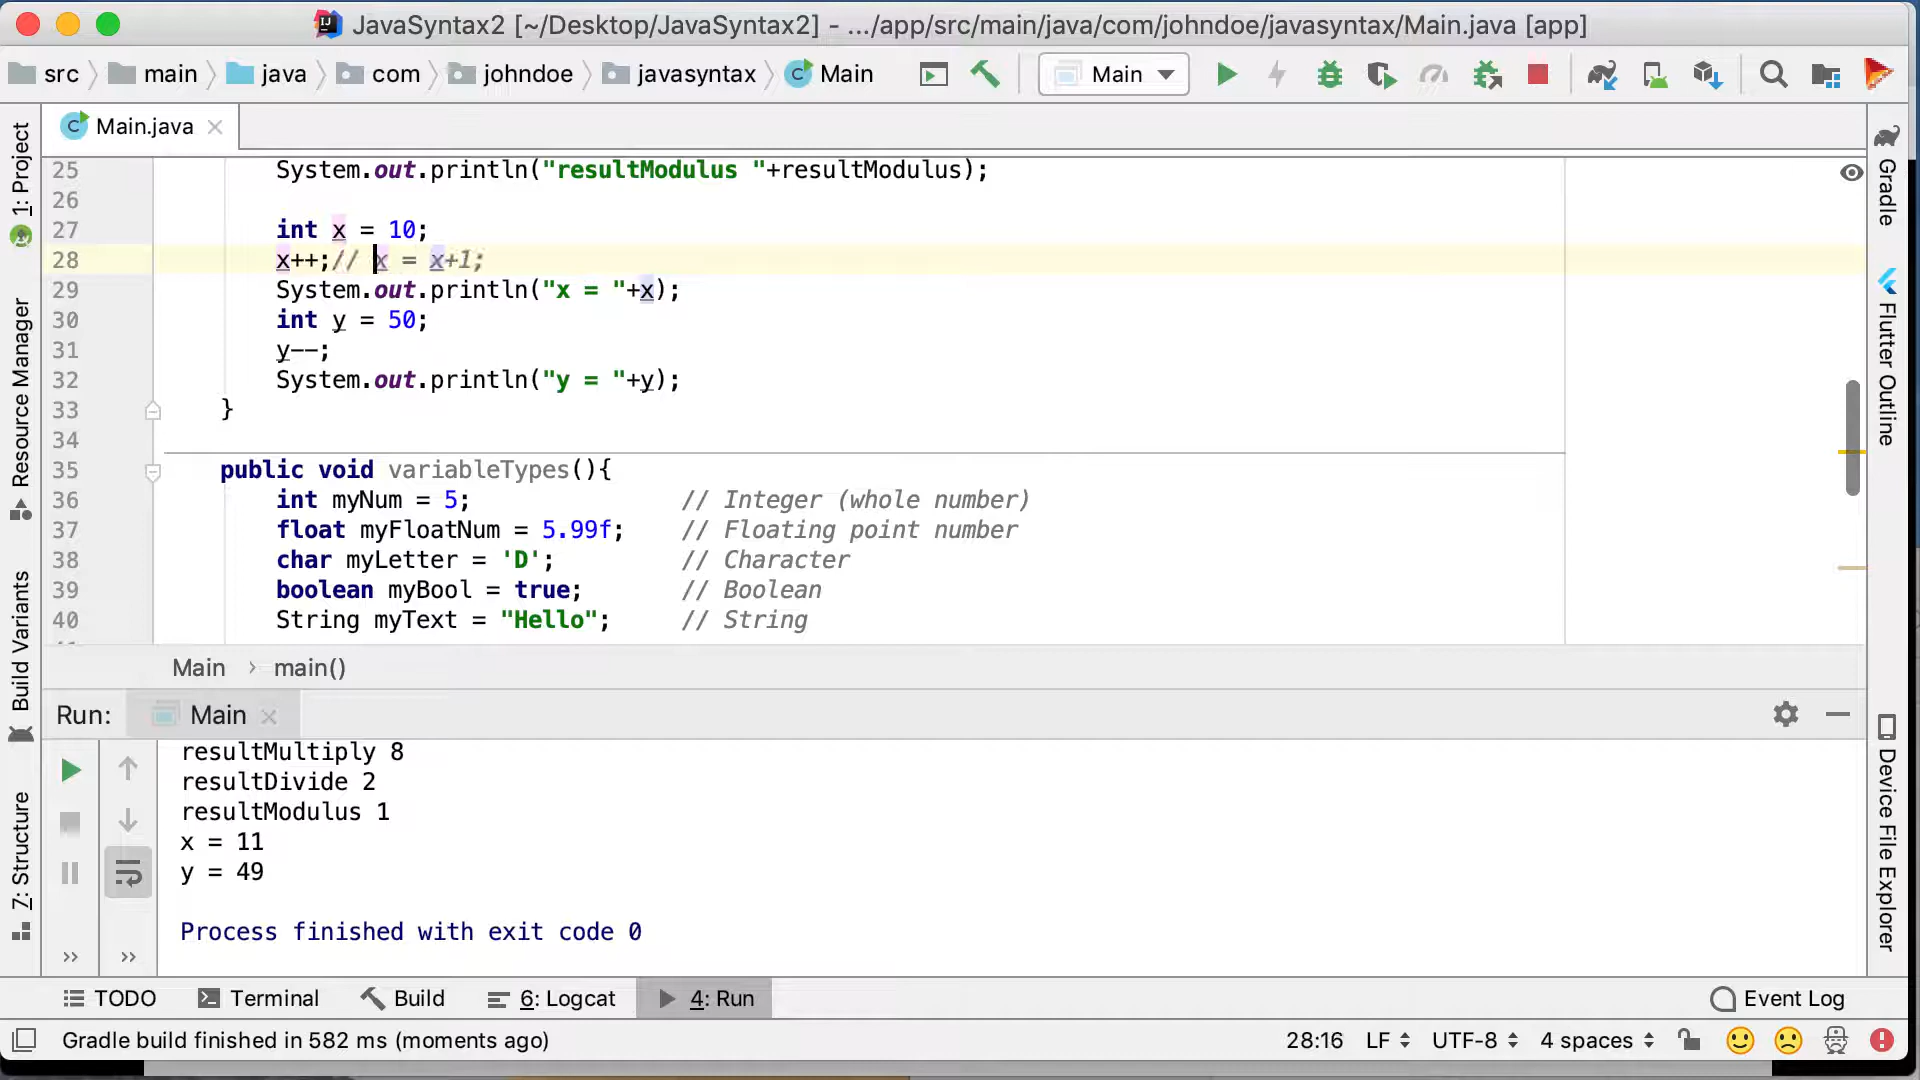 JavaSyntax2 [~/Desktop/JavaSyntax2] - .../app/src/main/java/com/johndoe/javasyntax/Main.java [app]
src main java com johndoe javasyntax Main Main
Main.java
1: Project
Resource Manager
Build Variants
7: Structure
25 System.out.println("resultModulus "+resultModulus);
26
27 int x = 10;
28 x++;// x = x+1;
29 System.out.println("x = "+x);
30 int y = 50;
31 y--;
32 System.out.println("y = "+y);
33 }
34
35 public void variableTypes(){
36 int myNum = 5; // Integer (whole number)
37 float myFloatNum = 5.99f; // Floating point number
38 char myLetter = 'D'; // Character
39 boolean myBool = true; // Boolean
40 String myText = "Hello"; // String
Main > main()
Gradle
Flutter Outline
Device File Explorer
Run: Main
resultMultiply 8
resultDivide 2
resultModulus 1
x = 11
y = 49
Process finished with exit code 0
TODO Terminal Build 6: Logcat 4: Run Event Log
Gradle build finished in 582 ms (moments ago) 28:16 LF UTF-8 4 spaces